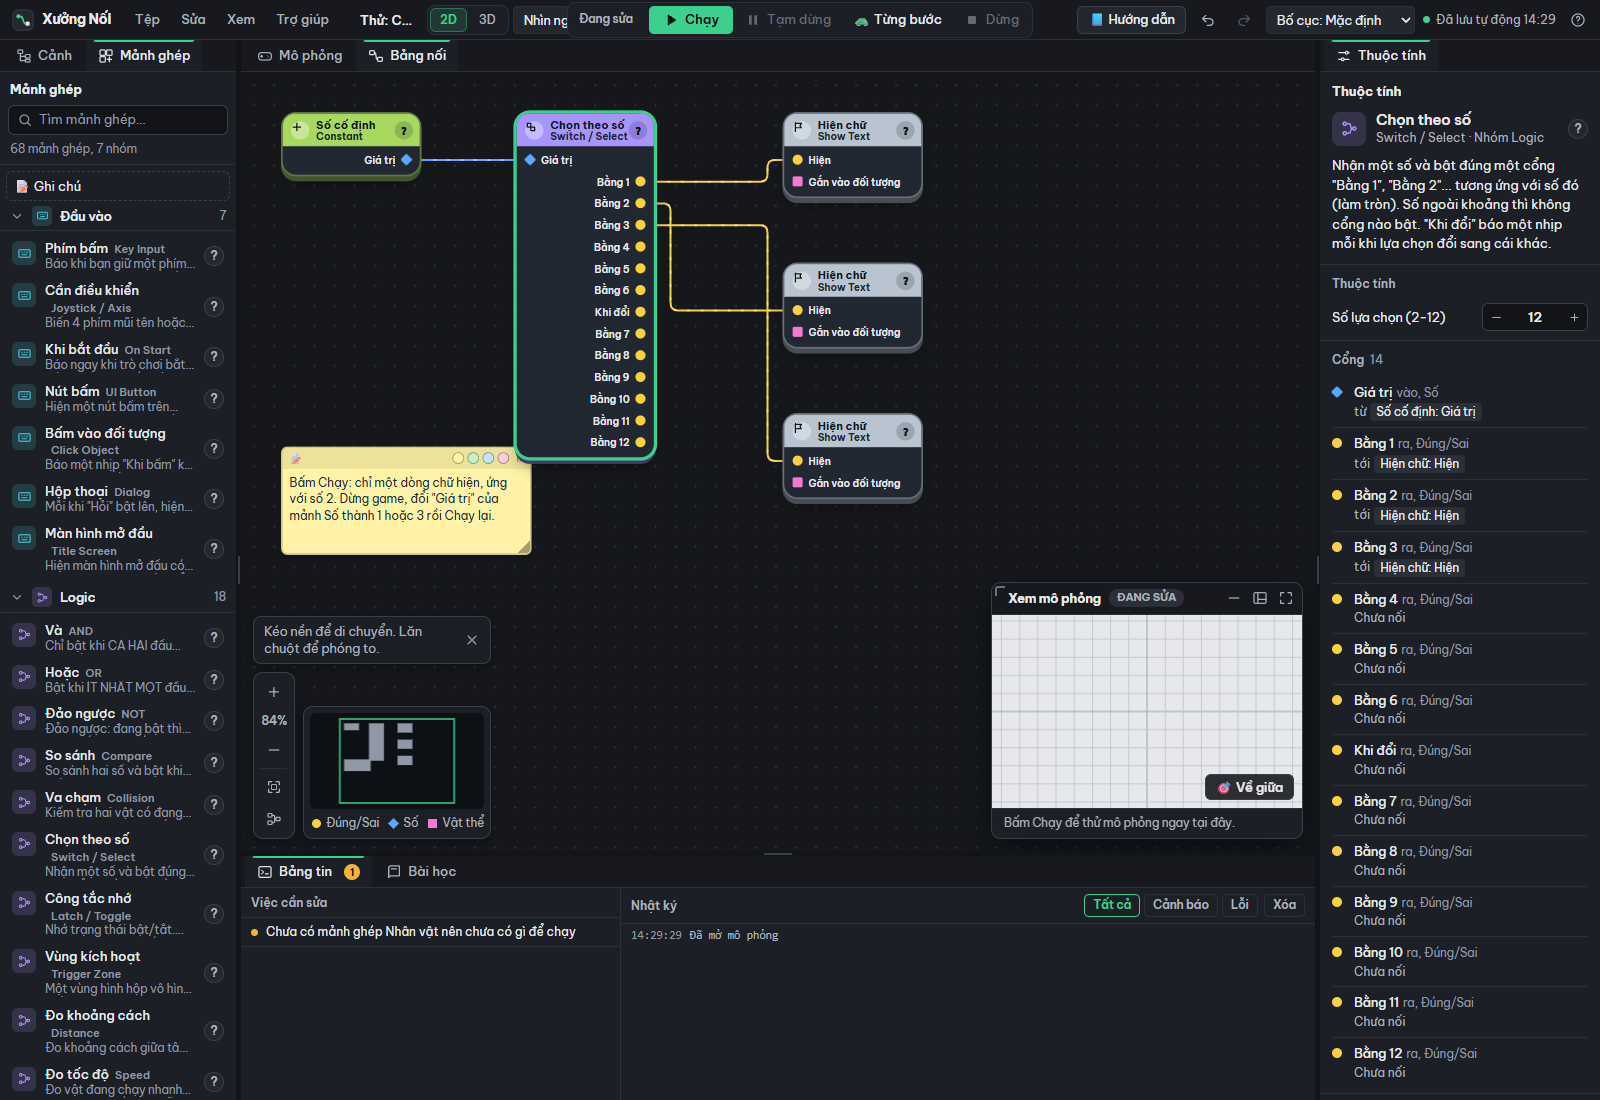 Xưởng Nối
Tệp
Sửa
Xem
Trợ giúp
Thử: C...
2D
3D
Nhìn ng
Đang sửa
Chạy
Tạm dừng
Từng bước
Dừng
Hướng dẫn
Bố cục: Mặc định
Đã lưu tự động 14:29
Cảnh
Mảnh ghép
Mảnh ghép
Tìm mảnh ghép...
68 mảnh ghép, 7 nhóm
Ghi chú
Đầu vào
7
Phím bấm Key Input
Báo khi bạn giữ một phím...
Cần điều khiển
Joystick / Axis
Biến 4 phím mũi tên hoặc...
Khi bắt đầu On Start
Báo ngay khi trò chơi bắt...
Nút bấm UI Button
Hiện một nút bấm trên...
Bấm vào đối tượng
Click Object
Báo một nhịp "Khi bấm" k...
Hộp thoại Dialog
Mỗi khi "Hỏi" bật lên, hiện...
Màn hình mở đầu
Title Screen
Hiện màn hình mở đầu có...
Logic
18
Và AND
Chỉ bật khi CẢ HAI đầu...
Hoặc OR
Bật khi ÍT NHẤT MỘT đầu...
Đảo ngược NOT
Đảo ngược: đang bật thì...
So sánh Compare
So sánh hai số và bật khi...
Va chạm Collision
Kiểm tra hai vật có đang...
Chọn theo số
Switch / Select
Nhận một số và bật đúng...
Công tắc nhớ
Latch / Toggle
Nhớ trạng thái bật/tắt....
Vùng kích hoạt
Trigger Zone
Một vùng hình hộp vô hìn...
Đo khoảng cách
Distance
Đo khoảng cách giữa tâ...
Đo tốc độ Speed
Đo vật đang chạy nhanh...
Mô phỏng
Bảng nối
Số cố định
Constant
?
Giá trị
Chọn theo số
Switch / Select
?
Giá trị
Bằng 1
Bằng 2
Bằng 3
Bằng 4
Bằng 5
Bằng 6
Khi đổi
Bằng 7
Bằng 8
Bằng 9
Bằng 10
Bằng 11
Bằng 12
Hiện chữ
Show Text
?
Hiện
Gắn vào đối tượng
Hiện chữ
Show Text
?
Hiện
Gắn vào đối tượng
Hiện chữ
Show Text
?
Hiện
Gắn vào đối tượng
Bấm Chạy: chỉ một dòng chữ hiện, ứng
với số 2. Dừng game, đổi "Giá trị" của
mảnh Số thành 1 hoặc 3 rồi Chạy lại.
Kéo nền để di chuyển. Lăn
chuột để phóng to.
84%
Đúng/Sai
Số
Vật thể
Xem mô phỏng
ĐANG SỬA
Về giữa
Bấm Chạy để thử mô phỏng ngay tại đây.
Bảng tin
1
Bài học
Việc cần sửa
Chưa có mảnh ghép Nhân vật nên chưa có gì để chạy
Nhật ký
Tất cả
Cảnh báo
Lỗi
Xóa
14:29:29 Đã mở mô phỏng
Thuộc tính
Thuộc tính
Chọn theo số
Switch / Select · Nhóm Logic
?
Nhận một số và bật đúng một cổng
"Bằng 1", "Bằng 2"... tương ứng với số đó
(làm tròn). Số ngoài khoảng thì không
cổng nào bật. "Khi đổi" báo một nhịp
mỗi khi lựa chọn đổi sang cái khác.
Thuộc tính
Số lựa chọn (2-12)
12
Cổng 14
Giá trị vào, Số
từ Số cố định: Giá trị
Bằng 1 ra, Đúng/Sai
tới Hiện chữ: Hiện
Bằng 2 ra, Đúng/Sai
tới Hiện chữ: Hiện
Bằng 3 ra, Đúng/Sai
tới Hiện chữ: Hiện
Bằng 4 ra, Đúng/Sai
Chưa nối
Bằng 5 ra, Đúng/Sai
Chưa nối
Bằng 6 ra, Đúng/Sai
Chưa nối
Khi đổi ra, Đúng/Sai
Chưa nối
Bằng 7 ra, Đúng/Sai
Chưa nối
Bằng 8 ra, Đúng/Sai
Chưa nối
Bằng 9 ra, Đúng/Sai
Chưa nối
Bằng 10 ra, Đúng/Sai
Chưa nối
Bằng 11 ra, Đúng/Sai
Chưa nối
Bằng 12 ra, Đúng/Sai
Chưa nối